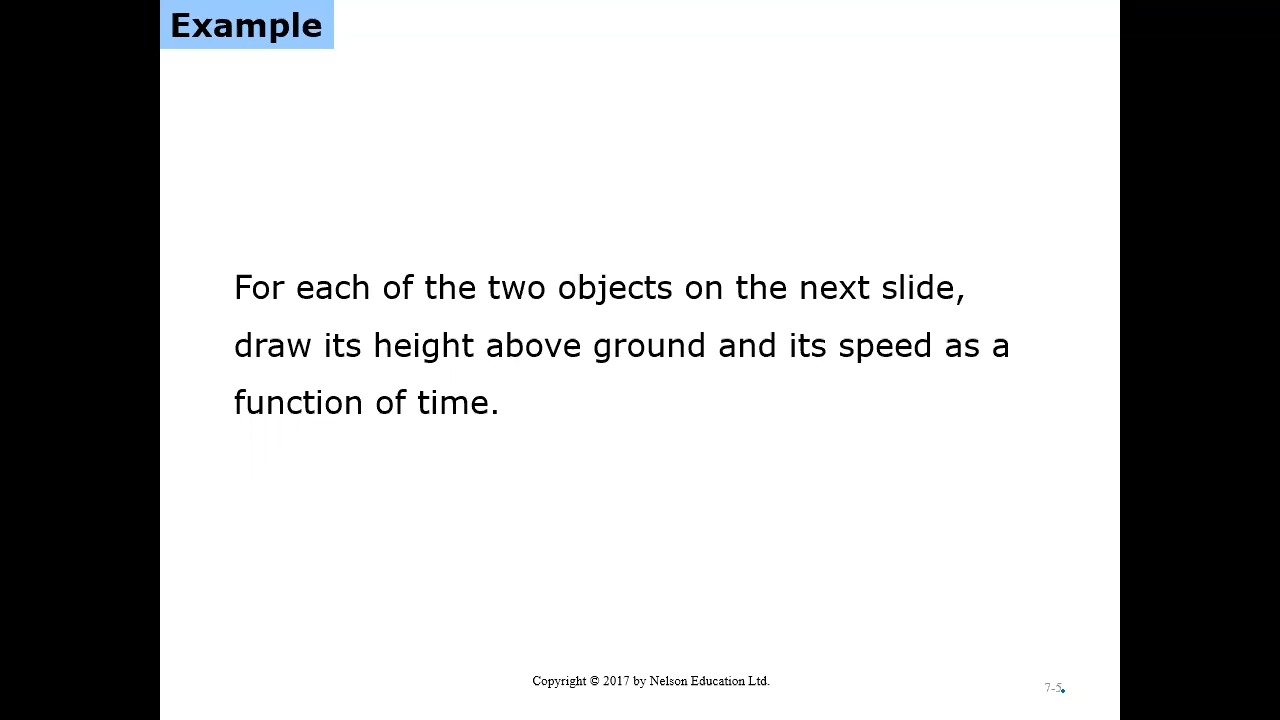 Example
For each of the two objects on the next slide,
draw its height above ground and its speed as a
function of time.
Copyright © 2017 by Nelson Education Ltd.
7-5